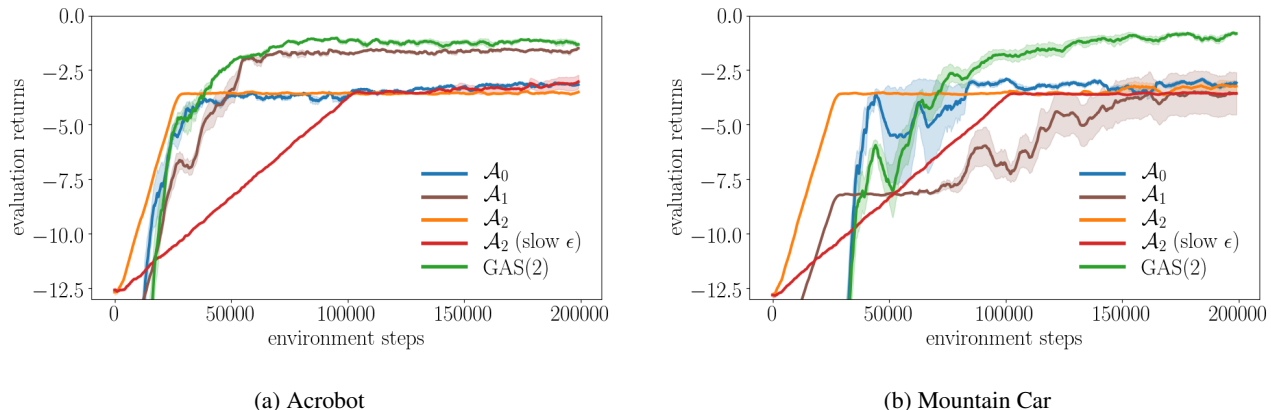 0.0
−2.5
−5.0
−7.5
−10.0
−12.5
evaluation returns
0
50000
100000
150000
200000
environment steps
𝒜₀
𝒜₁
𝒜₂
𝒜₂ (slow ϵ)
GAS(2)
(a) Acrobot
0.0
−2.5
−5.0
−7.5
−10.0
−12.5
evaluation returns
0
50000
100000
150000
200000
environment steps
𝒜₀
𝒜₁
𝒜₂
𝒜₂ (slow ϵ)
GAS(2)
(b) Mountain Car